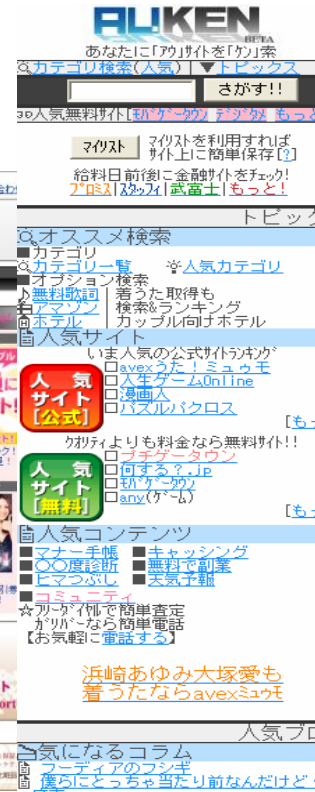 AUKEN
BETA
あなたに｢アウ｣ｻｲﾄを｢ケン｣索
カテゴリ検索(人気) | ▼トピックス
さがす!!
人気無料ｻｲﾄ[ﾓﾊﾞｹﾞｰﾀｳﾝ ﾃﾞｼﾞﾀﾒ もっと
マイリスト
マイリストを利用すれば
ｻｲﾄ上に簡単保存[?]
給料日前後に金融ｻｲﾄをﾁｪｯｸ!
ﾌﾟﾛﾐｽ|ｽﾀｯﾌｨ|武富士|もっと!
トピック
オススメ検索
■カテゴリ
カテゴリ一覧 人気カテゴリ
■オプション検索
♪無料歌詞 | 着うた取得も
アマゾン | 検索&ランキング
ホテル | カップル向けホテル
人気サイト
いま人気の公式ｻｲﾄﾗﾝｷﾝｸﾞ
人気サイト[公式]
□avexうた！ミュゥモ
□人生ゲームOnline
□漫画人
□パズルパクロス
[もっ
ｸｵﾘﾃｨよりも料金なら無料ｻｲﾄ!!
人気サイト[無料]
□プチゲータウン
□何する？.jp
□ﾓﾊﾞｹﾞｰﾀｳﾝ
□any(ｹﾞｰﾑ)
[もっ
人気コンテンツ
■マナー手帳 ■キャッシング
■〇〇度診断 ■無料で副業
■ヒマつぶし ■天気予報
■コミュニティ
☆ﾌﾘｰﾀﾞｲﾔﾙで簡単査定
ｶﾞﾘﾊﾞｰなら簡単電話
【お気軽に電話する】
浜崎あゆみ大塚愛も
着うたならavexﾐｭｩﾓ
人気ブロ
気になるコラム
フーディアのフシギ
僕らにとっちゃ当たり前なんだけど